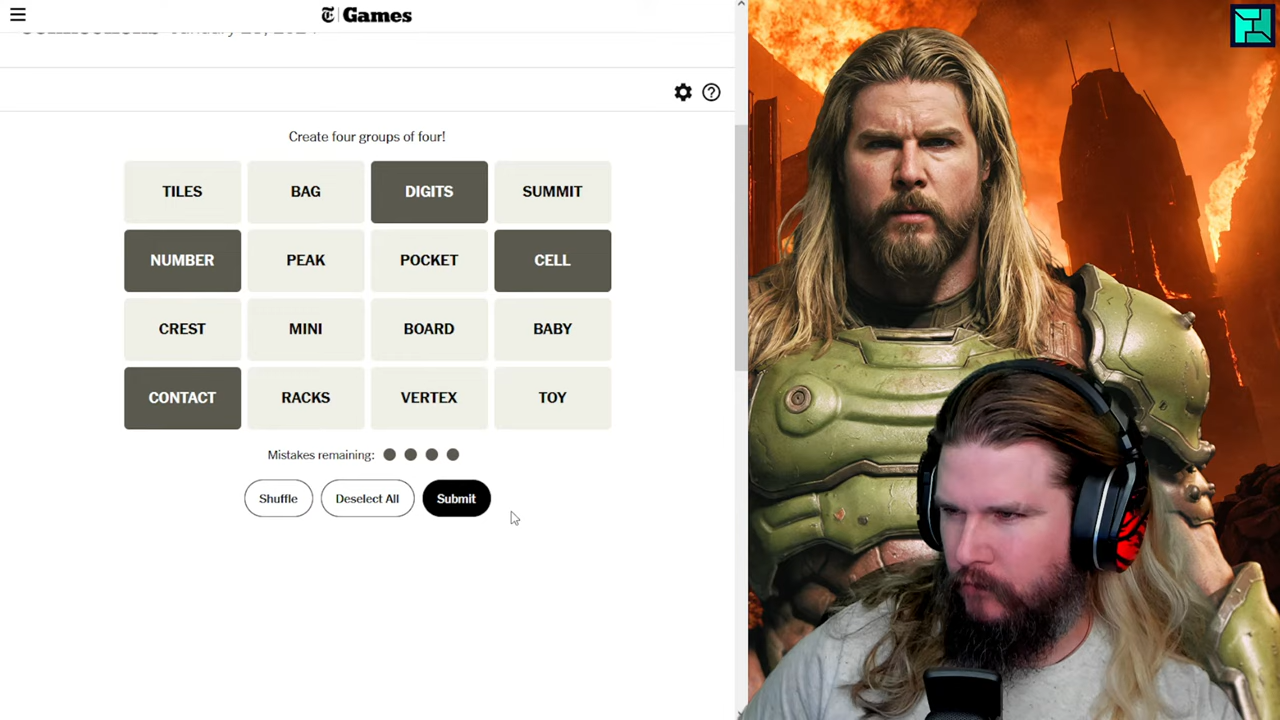 Games
Create four groups of four!
TILES BAG DIGITS SUMMIT
NUMBER PEAK POCKET CELL
CREST MINI BOARD BABY
CONTACT RACKS VERTEX TOY
Mistakes remaining:
Shuffle Deselect All Submit